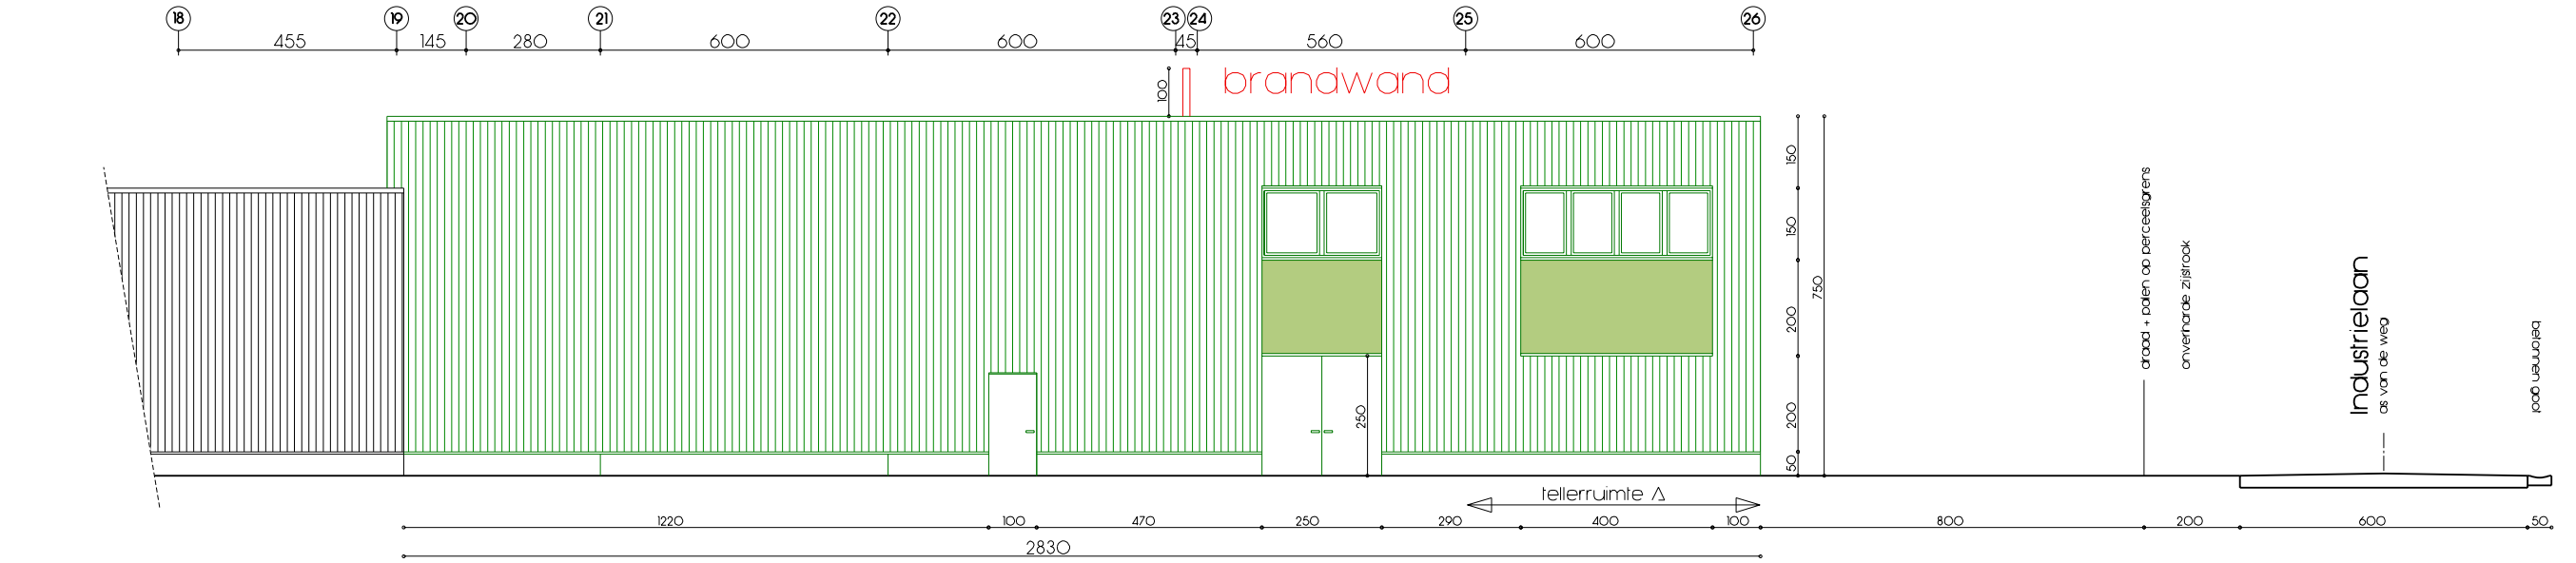 18 19 20 21 22 23 24 25 26
455 145 280 600 600 45 560 600
100
brandwand
150
150
200
200
50
750
250
draad + palen op perceelsgrens
onverharde zijstrook
Industrielaan
as van de weg
betonnen goot
tellerruimte A
1220 100 470 250 290 400 100 800 200 600 50
2830